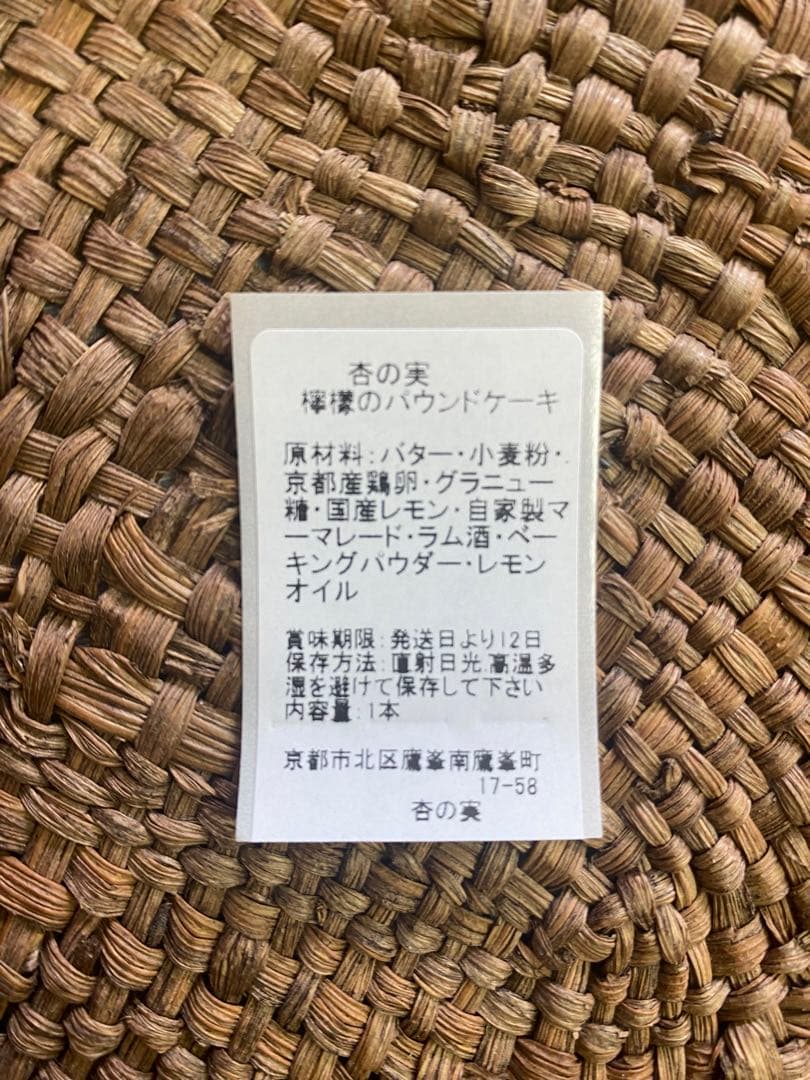 杏の実
檸檬のパウンドケーキ
原材料:バター・小麦粉・
京都産鶏卵・グラニュー
糖・国産レモン・自家製マ
ーマレード・ラム酒・ベー
キングパウダー・レモン
オイル
賞味期限:発送日より12日
保存方法:直射日光.高温多
湿を避けて保存して下さい
内容量:1本
京都市北区鷹峯南鷹峯町
17-58
杏の実